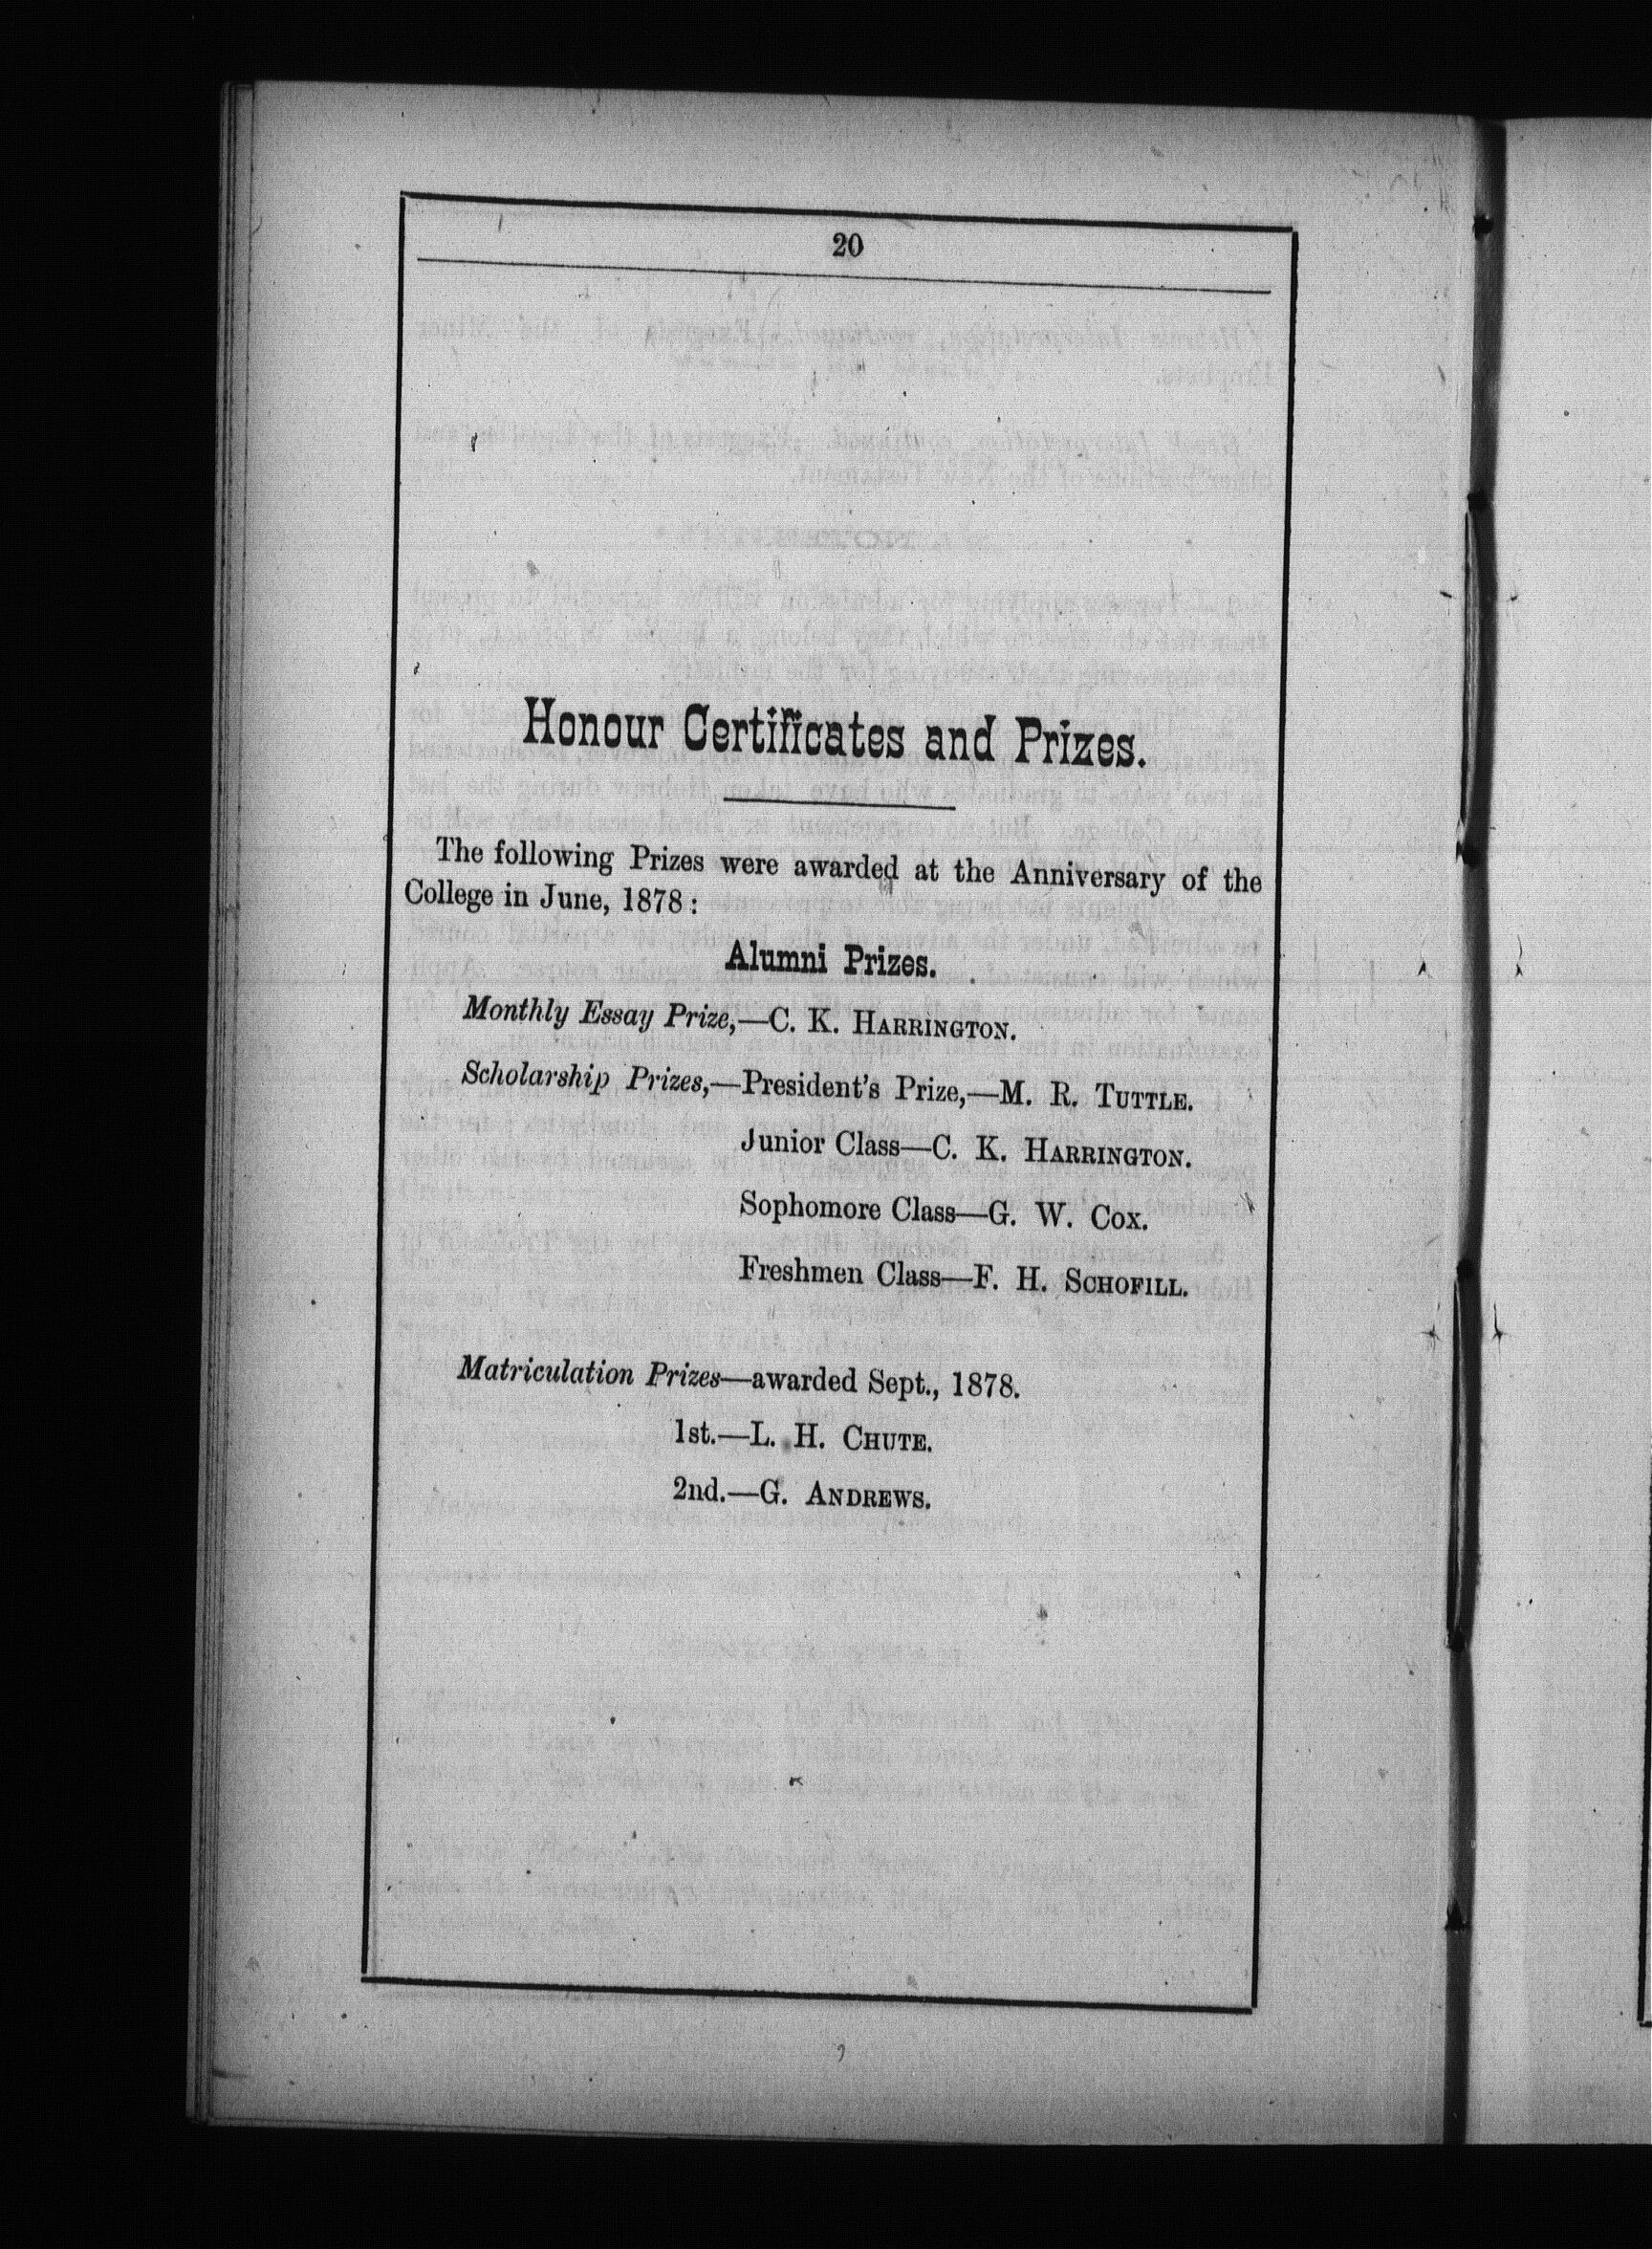 20
Honour Certificates and Prizes.
The following Prizes were awarded at the Anniversary of the
College in June, 1878:
Alumni Prizes.
Monthly Essay Prize,—C. K. HARRINGTON.
Scholarship Prizes,—President's Prize,—M. R. TUTTLE.
Junior Class—C. K. HARRINGTON.
Sophomore Class—G. W. COX.
Freshmen Class—F. H. SCHOFILL.
Matriculation Prizes—awarded Sept., 1878.
1st.—L. H. CHUTE.
2nd.—G. ANDREWS.